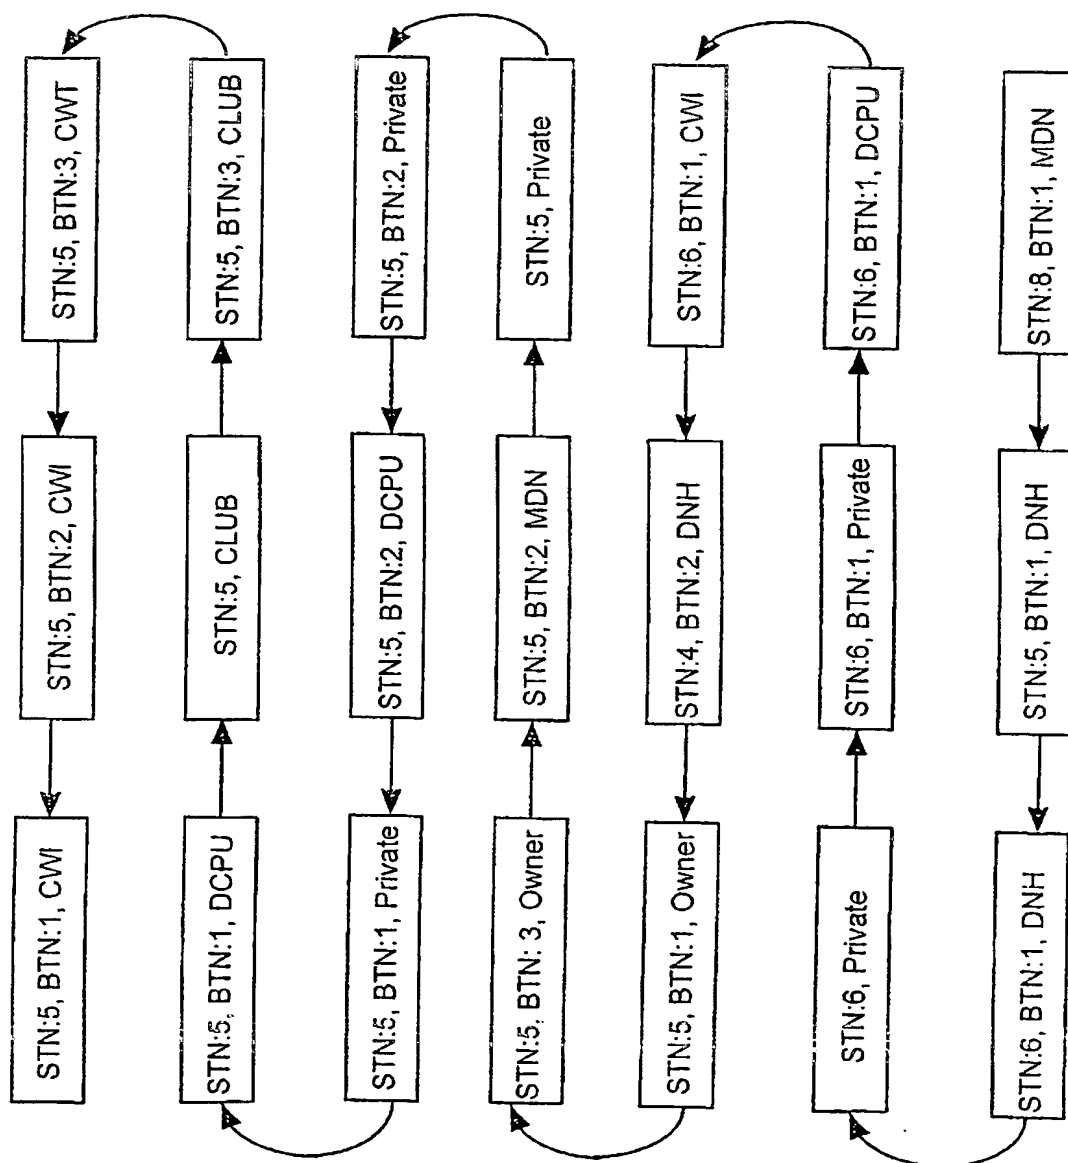 STN:5, BTN:1, CWI
STN:5, BTN:2, CWI
STN:5, BTN:3, CWT
STN:5, BTN:1, DCPU
STN:5, CLUB
STN:5, BTN:3, CLUB
STN:5, BTN:1, Private
STN:5, BTN:2, DCPU
STN:5, BTN:2, Private
STN:5, BTN: 3, Owner
STN:5, BTN:2, MDN
STN:5, Private
STN:5, BTN:1, Owner
STN:4, BTN:2, DNH
STN:6, BTN:1, CWI
STN:6, Private
STN:6, BTN:1, Private
STN:6, BTN:1, DCPU
STN:6, BTN:1, DNH
STN:5, BTN:1, DNH
STN:8, BTN:1, MDN